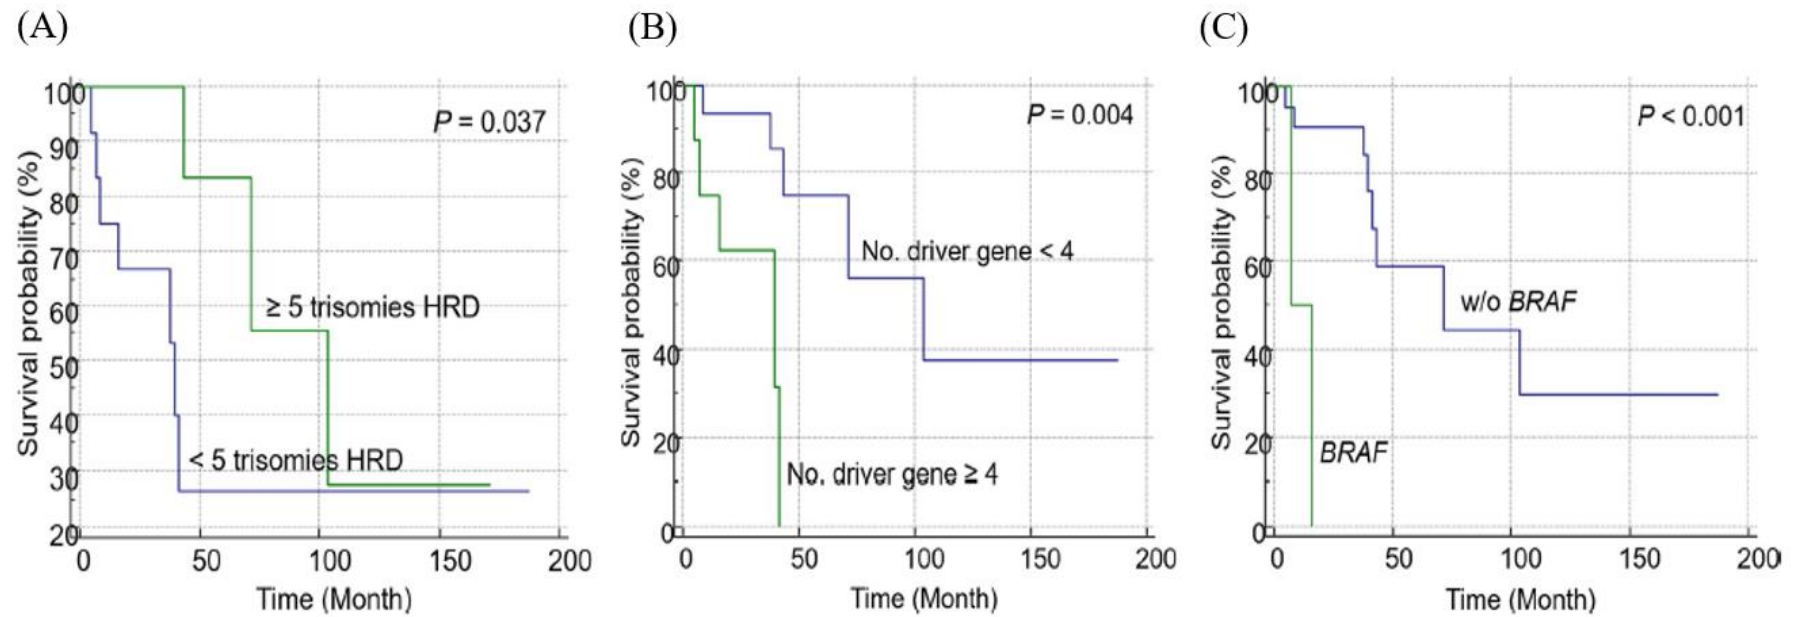 (A)
(B)
(C)
Survival probability (%)
100
90
80
70
60
50
40
30
20
P = 0.037
≥ 5 trisomies HRD
< 5 trisomies HRD
0 50 100 150 200
Time (Month)
Survival probability (%)
100
80
60
40
20
0
P = 0.004
No. driver gene < 4
No. driver gene ≥ 4
0 50 100 150 200
Time (Month)
Survival probability (%)
100
80
60
40
20
0
P < 0.001
w/o BRAF
BRAF
0 50 100 150 200
Time (Month)